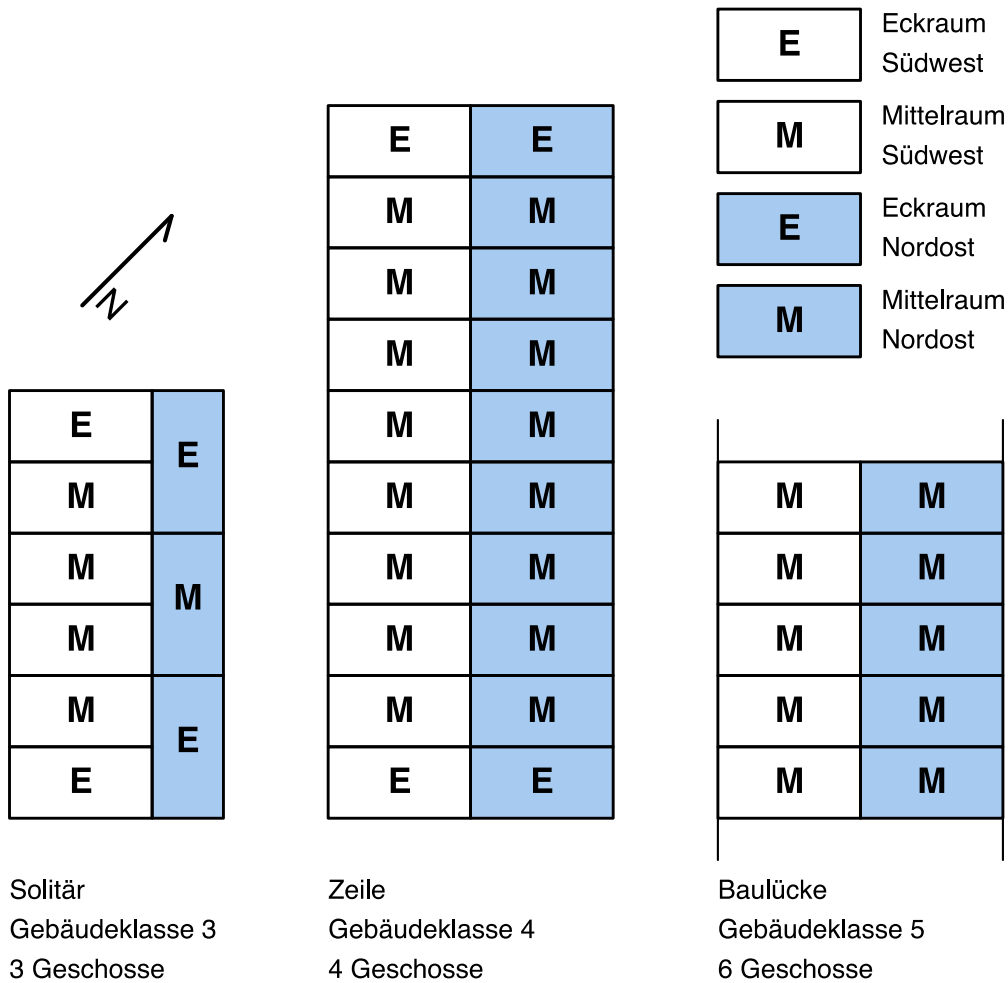 E
Eckraum
Südwest
M
Mittelraum
Südwest
E
Eckraum
Nordost
M
Mittelraum
Nordost
N
E
M
M
M
M
E
E
M
E
Solitär
Gebäudeklasse 3
3 Geschosse
E E
M M
M M
M M
M M
M M
M M
M M
M M
E E
Zeile
Gebäudeklasse 4
4 Geschosse
M M
M M
M M
M M
M M
Baulücke
Gebäudeklasse 5
6 Geschosse